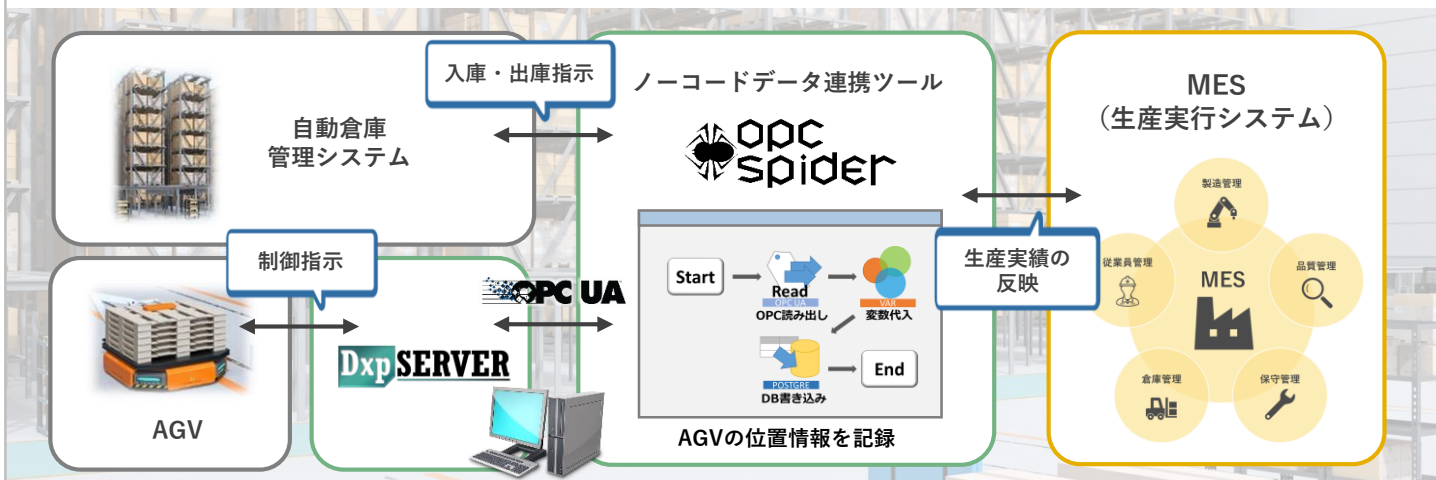 入庫・出庫指示
自動倉庫
管理システム
ノーコードデータ連携ツール
opc
spider
MES
（生産実行システム）
制御指示
AGV
OPC UA
DxpSERVER
Start
Read
OPC UA
OPC読み出し
VAR
変数代入
POSTGRE
DB書き込み
End
AGVの位置情報を記録
生産実績の
反映
製造管理
従業員管理
品質管理
MES
倉庫管理
保守管理